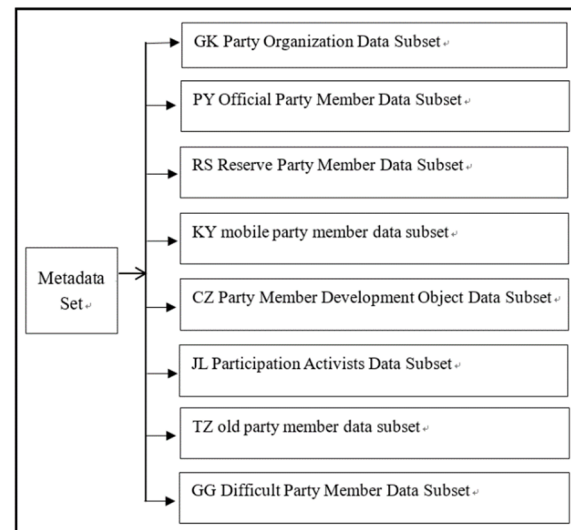 GK Party Organization Data Subset
PY Official Party Member Data Subset
RS Reserve Party Member Data Subset
KY mobile party member data subset
Metadata
Set
CZ Party Member Development Object Data Subset
JL Participation Activists Data Subset
TZ old party member data subset
GG Difficult Party Member Data Subset